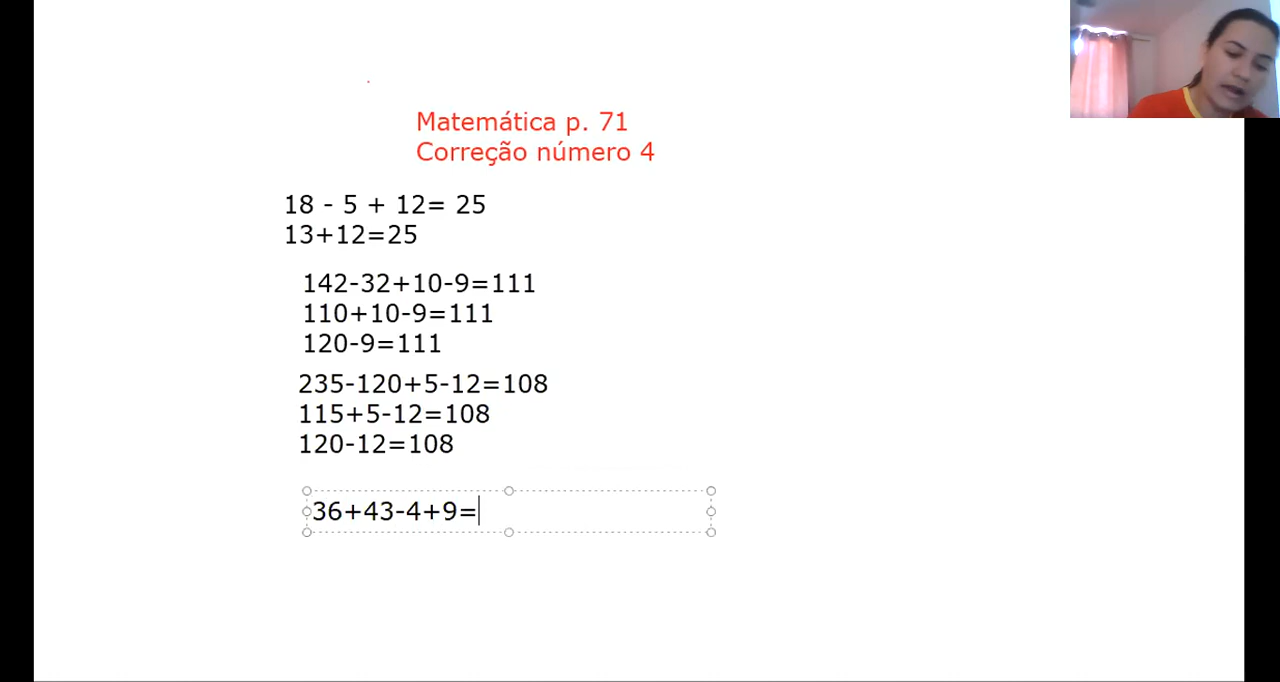 Matemática p. 71
Correção número 4
18 - 5 + 12= 25
13+12=25
142-32+10-9=111
110+10-9=111
120-9=111
235-120+5-12=108
115+5-12=108
120-12=108
36+43-4+9=